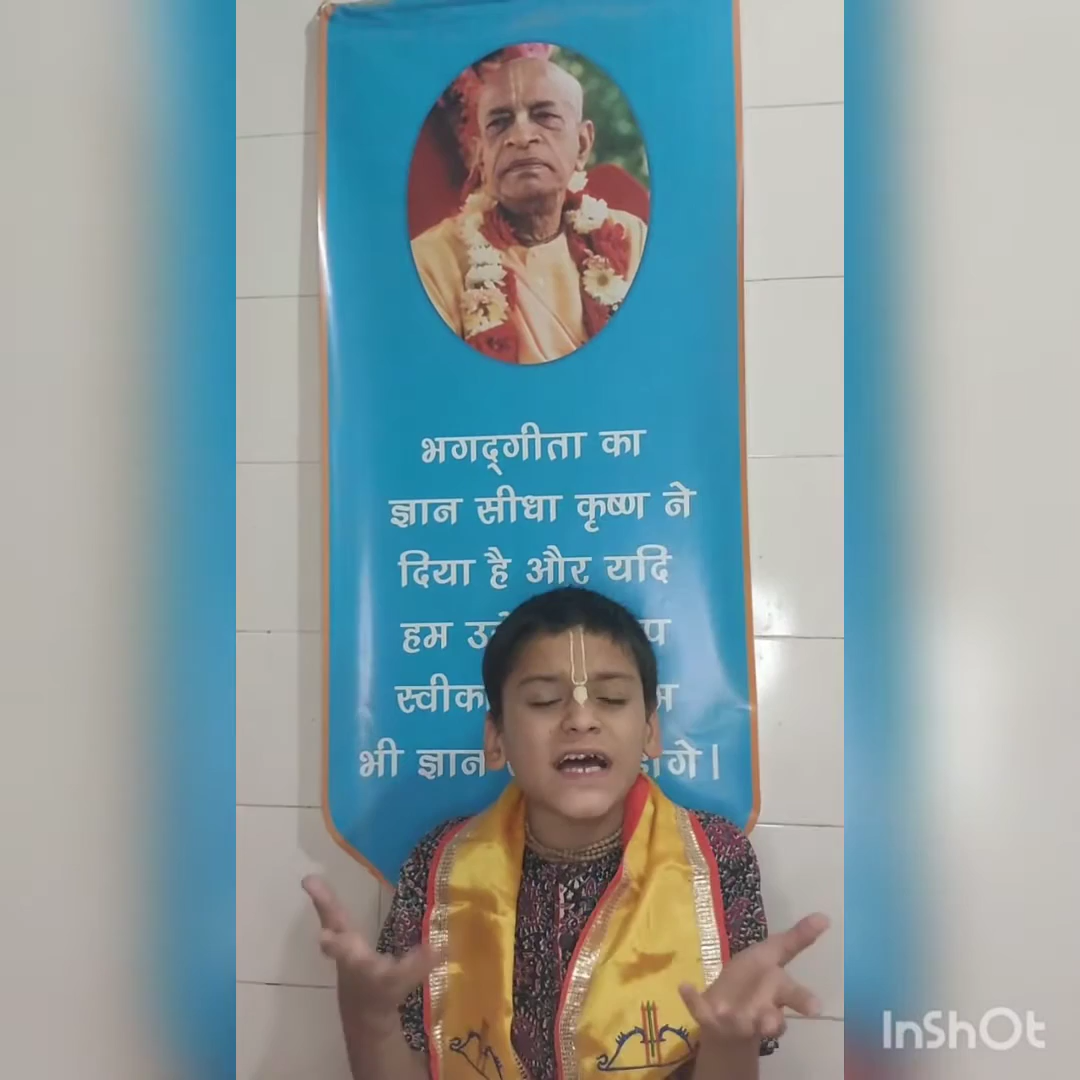 भगद्गीता का
ज्ञान सीधा कृष्ण ने
दिया है और यदि
हम
भी ज्ञान
InShOt